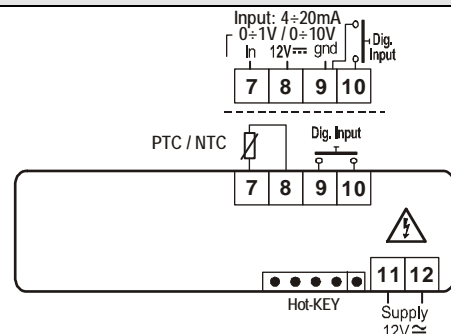 Input: 4÷20mA
0÷1V / 0÷10V
In 12V⎓ gnd
Dig.
Input
7 8 9 10
PTC / NTC
Dig. Input
7 8 9 10
11 12
Hot-KEY
Supply
12V≂